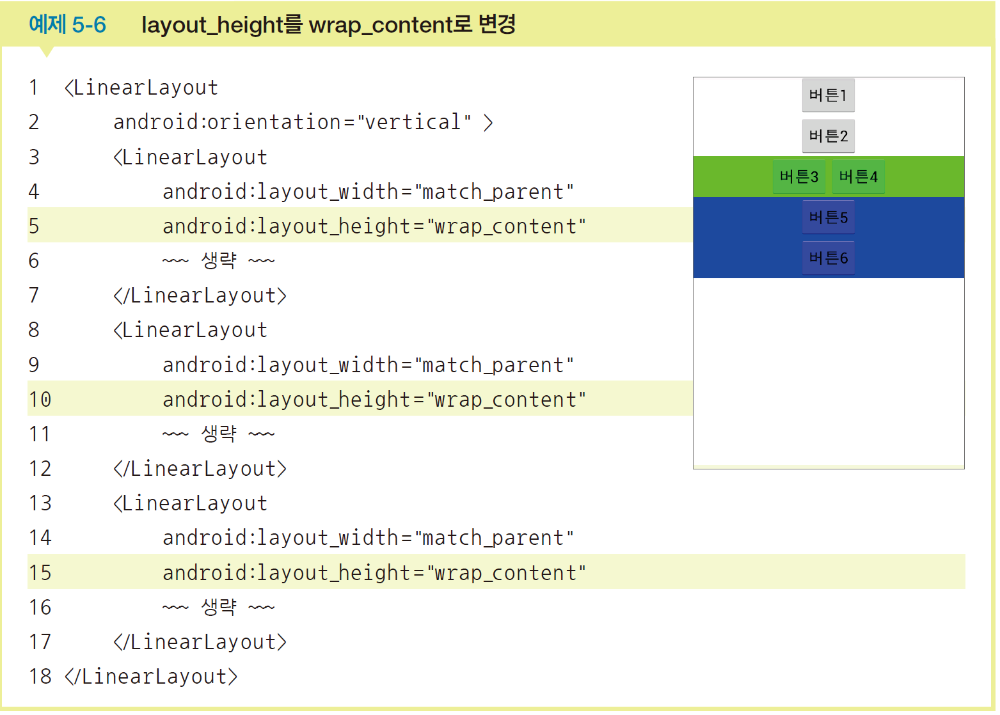 예제 5-6 layout_height를 wrap_content로 변경
1 <LinearLayout
2 android:orientation="vertical" >
3 <LinearLayout
4 android:layout_width="match_parent"
5 android:layout_height="wrap_content"
6 ~~~ 생략 ~~~
7 </LinearLayout>
8 <LinearLayout
9 android:layout_width="match_parent"
10 android:layout_height="wrap_content"
11 ~~~ 생략 ~~~
12 </LinearLayout>
13 <LinearLayout
14 android:layout_width="match_parent"
15 android:layout_height="wrap_content"
16 ~~~ 생략 ~~~
17 </LinearLayout>
18 </LinearLayout>
버튼1
버튼2
버튼3 버튼4
버튼5
버튼6